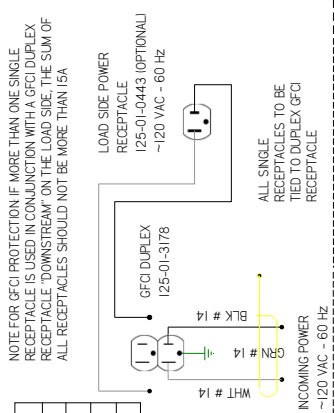 NOTE FOR GFCI PROTECTION: IF MORE THAN ONE SINGLE
RECEPTACLE IS USED IN CONJUNCTION WITH A GFCI DUPLEX
RECEPTACLE "DOWNSTREAM" ON THE LOAD SIDE, THE SUM OF
ALL RECEPTACLES SHOULD NOT BE MORE THAN 15A
LOAD SIDE POWER
RECEPTACLE
125-01-0443 (OPTIONAL)
~120 VAC - 60 Hz
GFCI DUPLEX
125-01-3178
ALL SINGLE
RECEPTACLES TO BE
TIED TO DUPLEX GFCI
RECEPTACLE
BLK # 14
GRN # 14
WHT # 14
INCOMING POWER
~120 VAC - 60 Hz